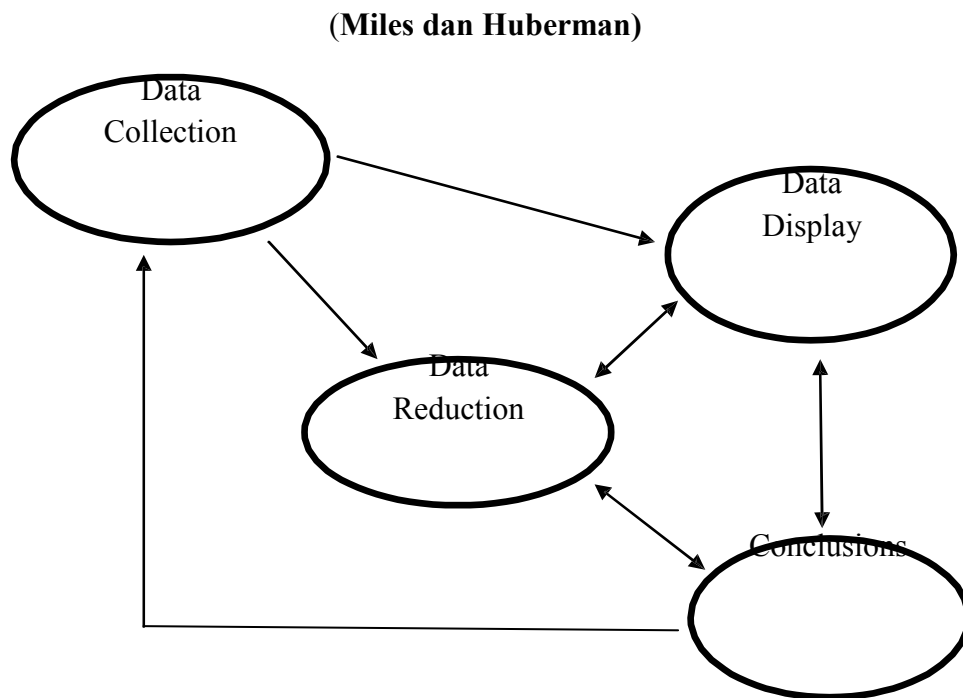 (Miles dan Huberman)
Data
Collection
Data
Display
Data
Reduction
Conclusions